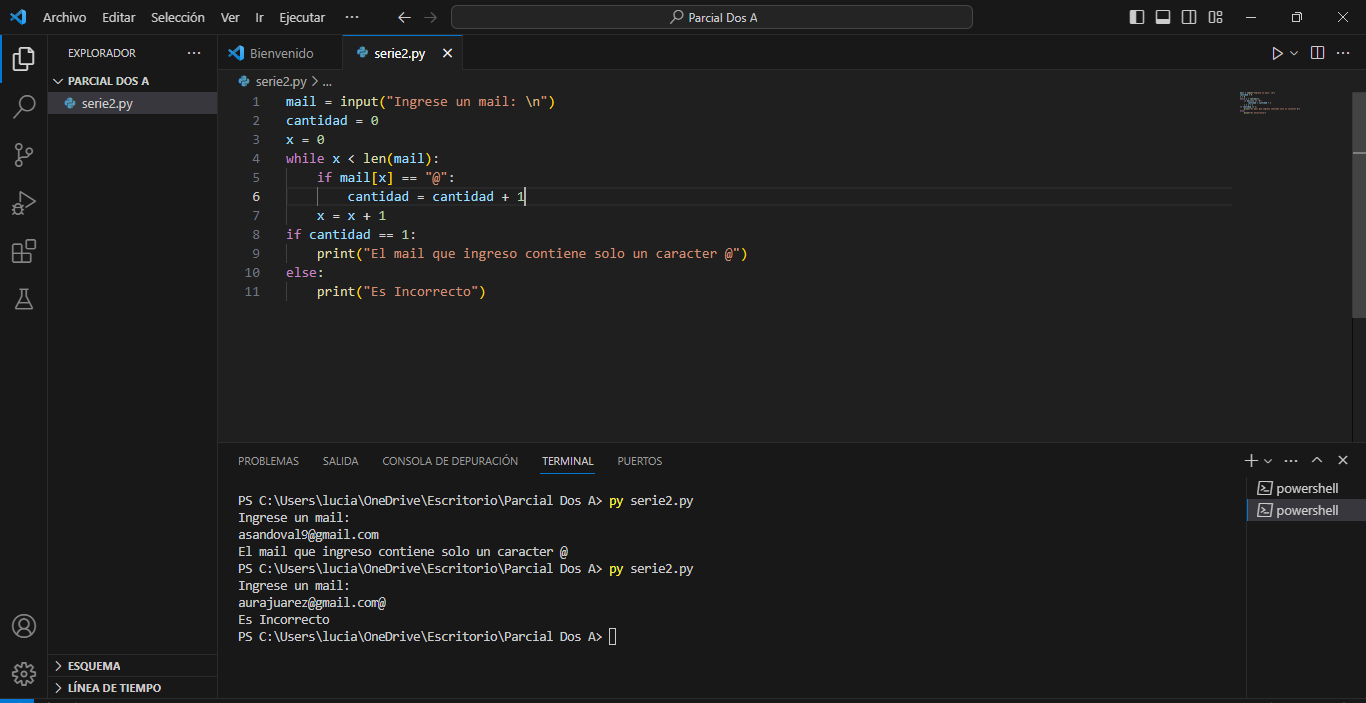 Archivo Editar Selección Ver Ir Ejecutar ··· Parcial Dos A
EXPLORADOR ···
PARCIAL DOS A
serie2.py
ESQUEMA
LÍNEA DE TIEMPO
Bienvenido serie2.py
serie2.py > ...
1 mail = input("Ingrese un mail: \n")
2 cantidad = 0
3 x = 0
4 while x < len(mail):
5 if mail[x] == "@":
6 cantidad = cantidad + 1
7 x = x + 1
8 if cantidad == 1:
9 print("El mail que ingreso contiene solo un caracter @")
10 else:
11 print("Es Incorrecto")
PROBLEMAS SALIDA CONSOLA DE DEPURACIÓN TERMINAL PUERTOS
PS C:\Users\lucia\OneDrive\Escritorio\Parcial Dos A> py serie2.py
Ingrese un mail:
asandoval9@gmail.com
El mail que ingreso contiene solo un caracter @
PS C:\Users\lucia\OneDrive\Escritorio\Parcial Dos A> py serie2.py
Ingrese un mail:
aurajuarez@gmail.com@
Es Incorrecto
PS C:\Users\lucia\OneDrive\Escritorio\Parcial Dos A>
powershell
powershell